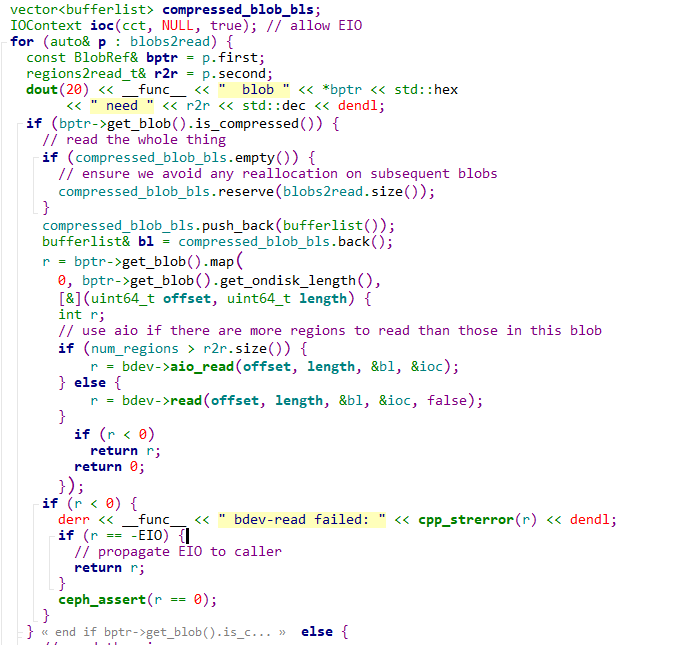 vector<bufferlist> compressed_blob_bls;
IOContext ioc(cct, NULL, true); // allow EIO
for (auto& p : blobs2read) {
  const BlobRef& bptr = p.first;
  regions2read_t& r2r = p.second;
  dout(20) << __func__ << "  blob " << *bptr << std::hex
       << " need " << r2r << std::dec << dendl;
  if (bptr->get_blob().is_compressed()) {
    // read the whole thing
    if (compressed_blob_bls.empty()) {
      // ensure we avoid any reallocation on subsequent blobs
      compressed_blob_bls.reserve(blobs2read.size());
    }
    compressed_blob_bls.push_back(bufferlist());
    bufferlist& bl = compressed_blob_bls.back();
    r = bptr->get_blob().map(
      0, bptr->get_blob().get_ondisk_length(),
      [&](uint64_t offset, uint64_t length) {
      int r;
      // use aio if there are more regions to read than those in this blob
      if (num_regions > r2r.size()) {
          r = bdev->aio_read(offset, length, &bl, &ioc);
      } else {
          r = bdev->read(offset, length, &bl, &ioc, false);
      }
        if (r < 0)
          return r;
        return 0;
      });
    if (r < 0) {
      derr << __func__ << " bdev-read failed: " << cpp_strerror(r) << dendl;
      if (r == -EIO) {
        // propagate EIO to caller
        return r;
      }
      ceph_assert(r == 0);
    }
  } « end if bptr->get_blob().is_c... »  else {